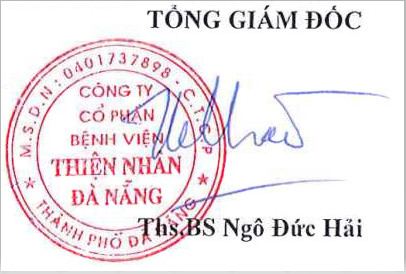 TỔNG GIÁM ĐỐC
M.S.D.N: 0401737898 - C.T.C.P
CÔNG TY
CỔ PHẦN
BỆNH VIỆN
THIỆN NHÂN
ĐÀ NẴNG
THÀNH PHỐ ĐÀ NẴNG
Ths.BS Ngô Đức Hải